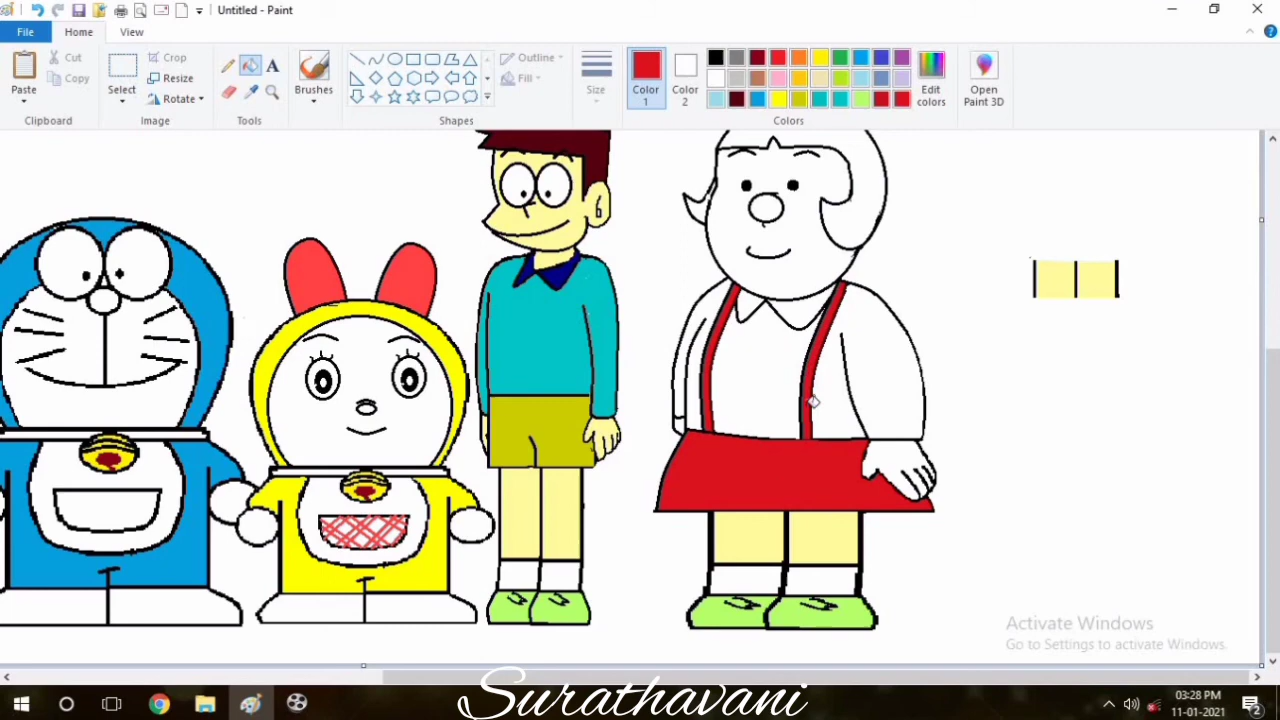 Untitled - Paint
File
Home
View
Paste
Cut
Copy
Clipboard
Select
Crop
Resize
Rotate
Image
Tools
Brushes
Shapes
Outline
Fill
Size
Color 1
Color 2
Edit colors
Colors
Open Paint 3D
Activate Windows
Go to Settings to activate Windows.
Surathavani
03:28 PM
11-01-2021
2